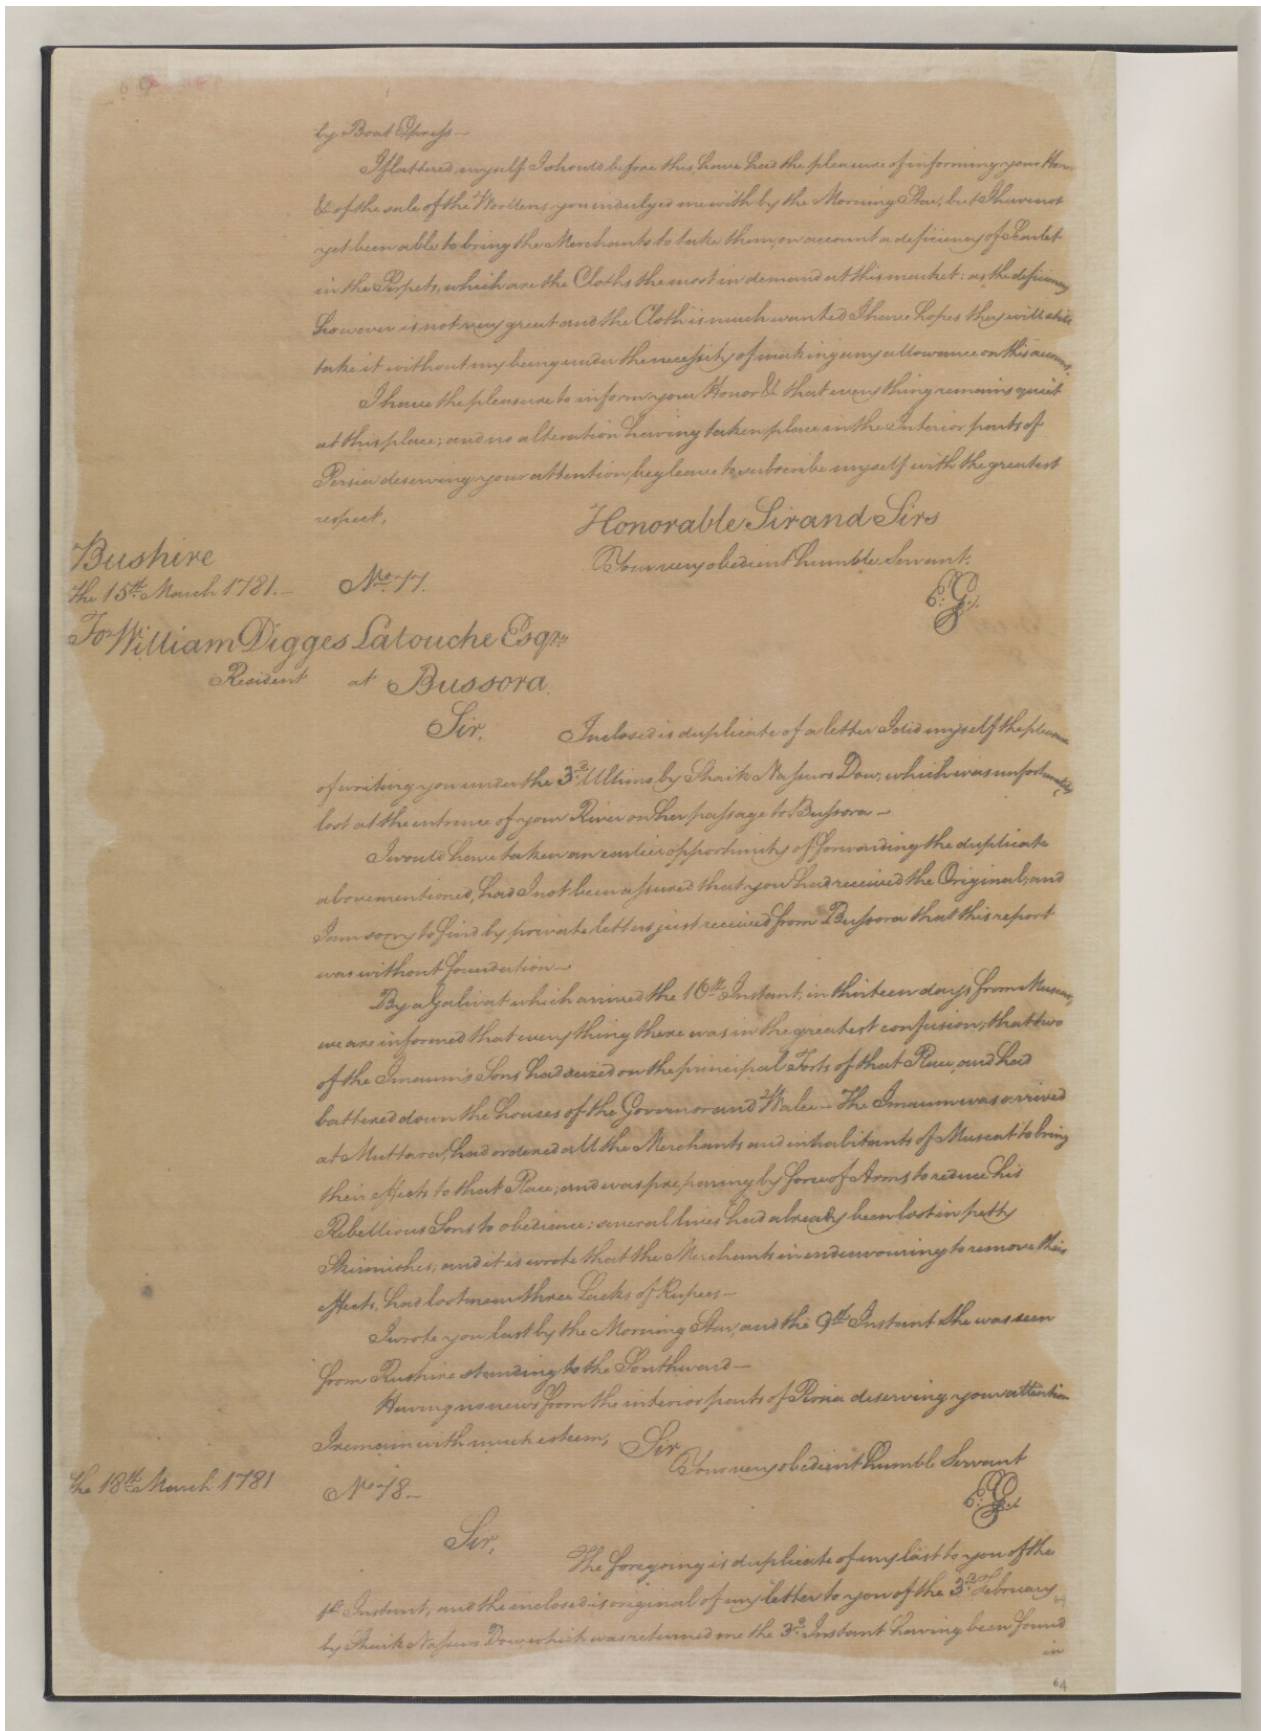 by Boat Express—
I flattered myself I should before this, have had the pleasure of informing your Honr.
&c of the sale of the Woollens you indulged me with by the Morning Star, but I have not
yet been able to bring the Merchants to take them, on account a deficiency of Scarlet
in the Perpets, which are the Cloths the most in demand at this market: as the deficiency
however is not very great and the Cloth is much wanted I have hopes they will still
take it without my being under the necessity of making any allowance on this account.
I have the pleasure to inform your Honor &c that every thing remains quiet
at this place; and no alteration having taken place in the Interior parts of
Persia deserving your attention, beg leave to subscribe myself with the greatest
respect,
Honorable Sir and Sirs
Your very obedient humble Servant.
Bushire
the 15th. March 1781.—
No. 77.
E: G:
To William Digges Latouche Esqre.
Resident at Bussora.
Sir,
Inclosed is duplicate of a letter I did myself the pleasure
of writing you under the 3d. Ultimo by Shaik Nassurs Dow, which was unfortunately
lost at the entrence of your River on her passage to Bussora—
I would have taken an earlier opportunity of forwarding the duplicate
abovementioned, had I not been assured that you had received the Original, and
I am sorry to find by private letters just received from Bussora that this report
was without foundation—
By a Galivat which arrived the 10th. Instant, in thirteen days from Muscat,
we are informed that every thing there was in the greatest confusion, that two
of the Imaum's Sons had seized on the principal Forts of that Place, and had
battered down the houses of the Governor and Walee— The Imaum was arrived
at Muttara, had ordered all the Merchants and inhabitants of Muscat to bring
their effects to that Place; and was preparing by force of Arms to reduce his
Rebellious Sons to obedience: several lives had already been lost in petty
Skirmishes; and it is wrote that the Merchants in endeavouring to remove their
effects, had lost near three Lacks of Rupees—
I wrote you last by the Morning Star, and the 9th. Instant She was seen
from Bushire standing to the Southward—
Having no news from the interior parts of Persia deserving your attention
I remain with much esteem,
Sir
Your very obedient humble Servant
the 18th. March 1781
No. 78—
E: G:
Sir,
The foregoing is duplicate of my last to you of the
1st. Instant, and the inclosed is original of my letter to you of the 3d. February
by Shaik Nassurs Dow, which was returned me the 3d. Instant having been found
in
64